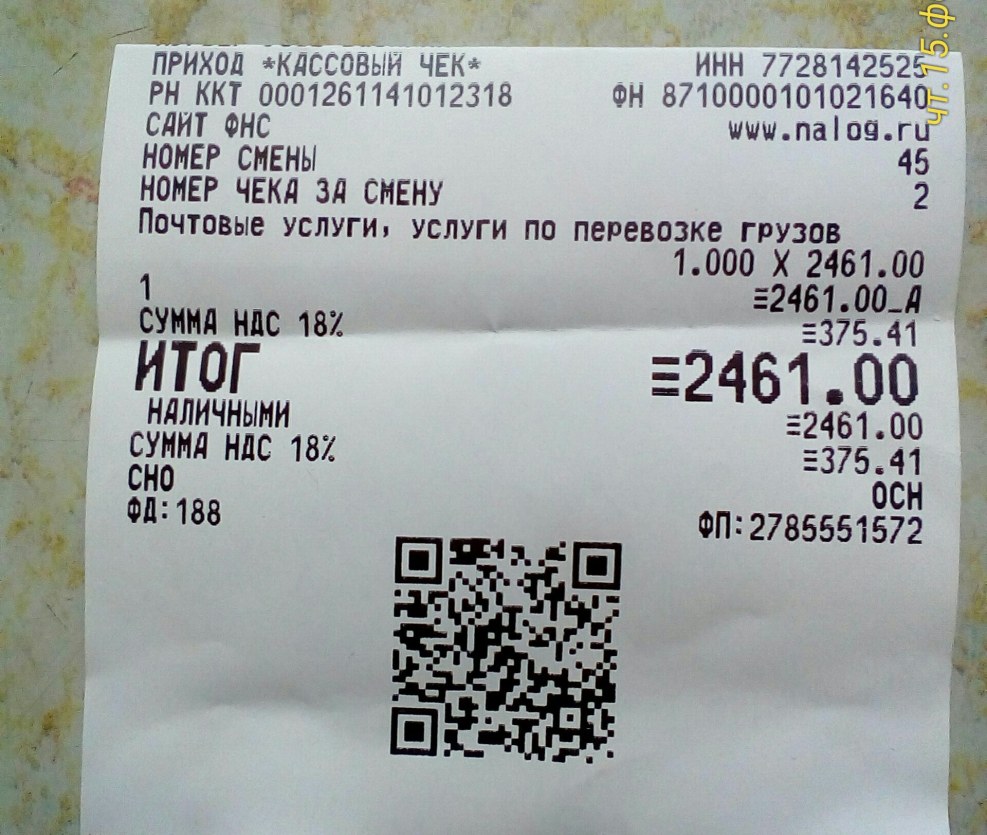 ПРИХОД *КАССОВЫЙ ЧЕК* ИНН 7728142525
РН ККТ 0001261141012318 ФН 8710000101021640
САЙТ ФНС www.nalog.ru
НОМЕР СМЕНЫ 45
НОМЕР ЧЕКА ЗА СМЕНУ 2
Почтовые услуги, услуги по перевозке грузов
1.000 X 2461.00
1 ≡2461.00_А
СУММА НДС 18% ≡375.41
ИТОГ ≡2461.00
НАЛИЧНЫМИ ≡2461.00
СУММА НДС 18% ≡375.41
СНО ОСН
ФД:188 ФП:2785551572
чт.15.ф